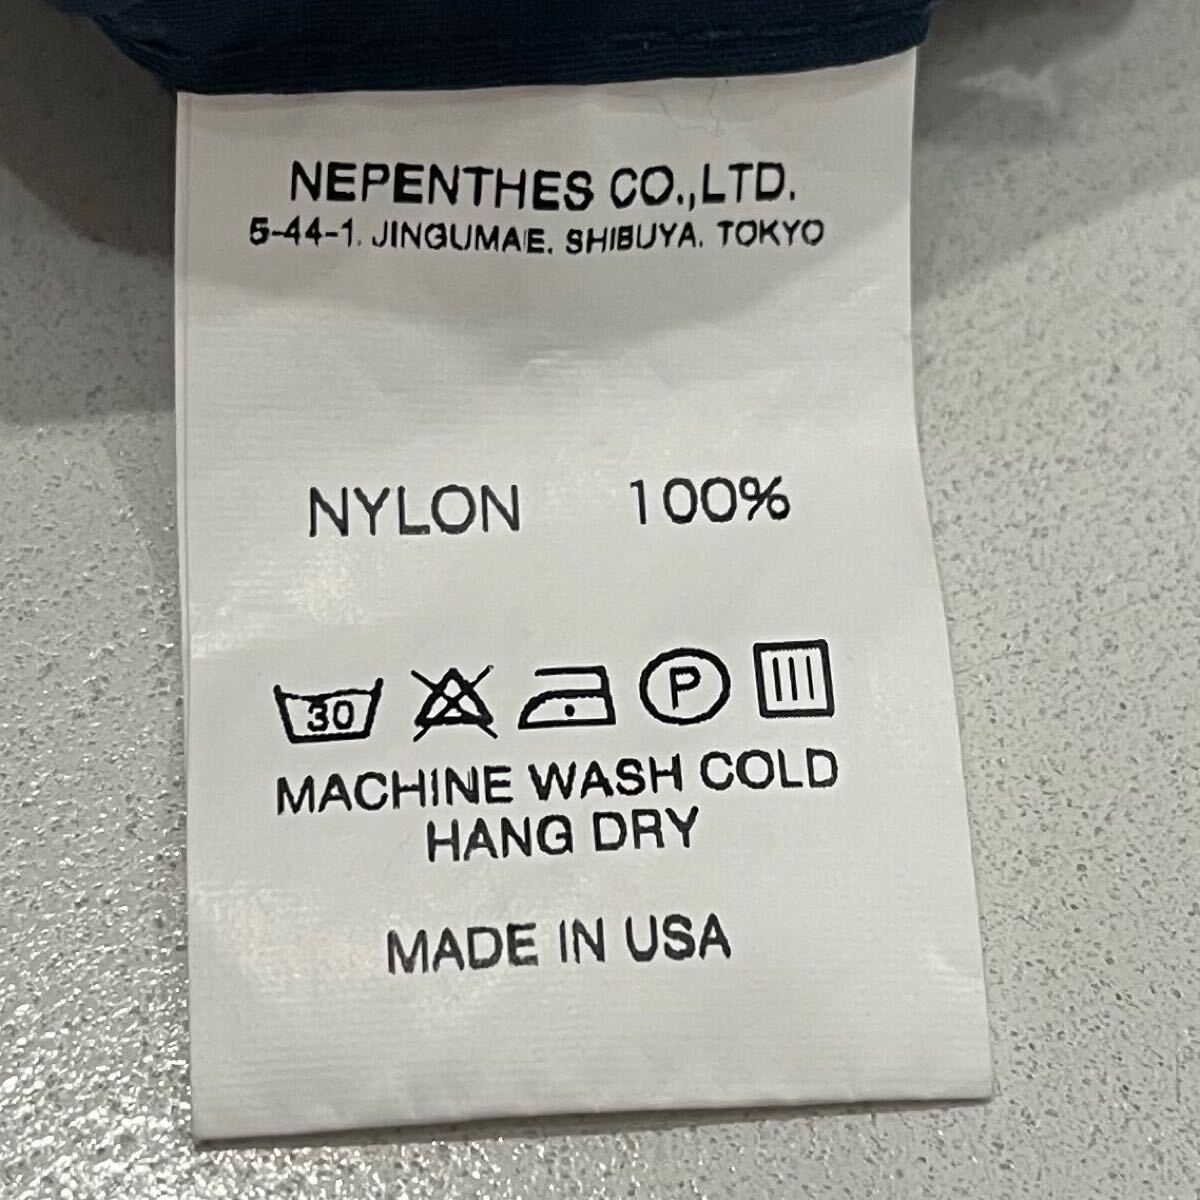 NEPENTHES CO.,LTD.
5-44-1. JINGUMAE. SHIBUYA. TOKYO
NYLON 100%
30 P
MACHINE WASH COLD
HANG DRY
MADE IN USA